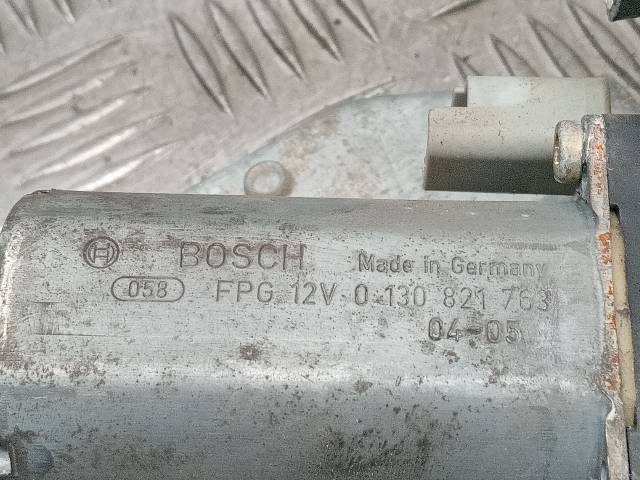 BOSCH Made in Germany
058 FPG 12V 0 130 821 763
04-05